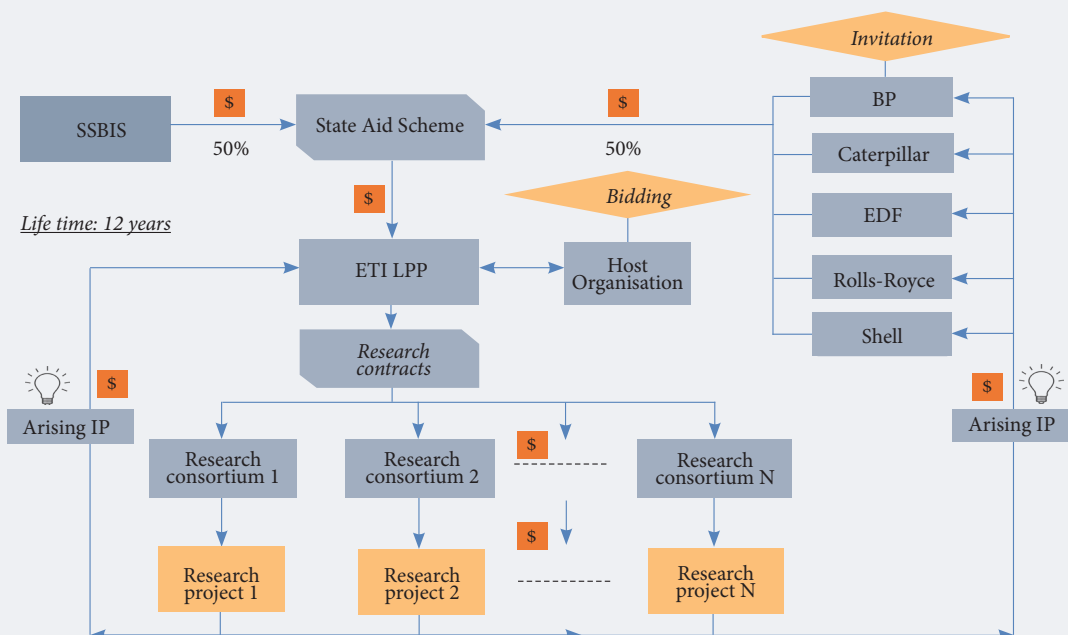 Invitation
$
$
BP
SSBIS
State Aid Scheme
50%
50%
Caterpillar
$
Bidding
EDF
Life time: 12 years
ETI LPP
Host
Organisation
Rolls-Royce
Shell
Research
contracts
$
$
Arising IP
Arising IP
$
Research
consortium 1
Research
consortium 2
Research
consortium N
$
Research
project 1
Research
project 2
Research
project N